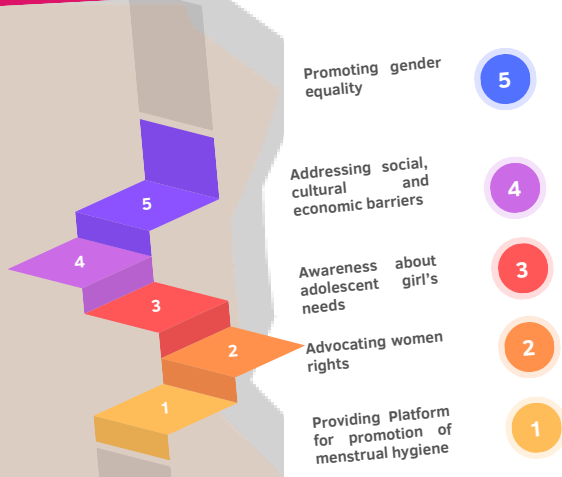 Promoting gender
equality
5
Addressing social,
cultural and
economic barriers
4
Awareness about
adolescent girl's
needs
3
Advocating women
rights
2
Providing Platform
for promotion of
menstrual hygiene
1
5
4
3
2
1